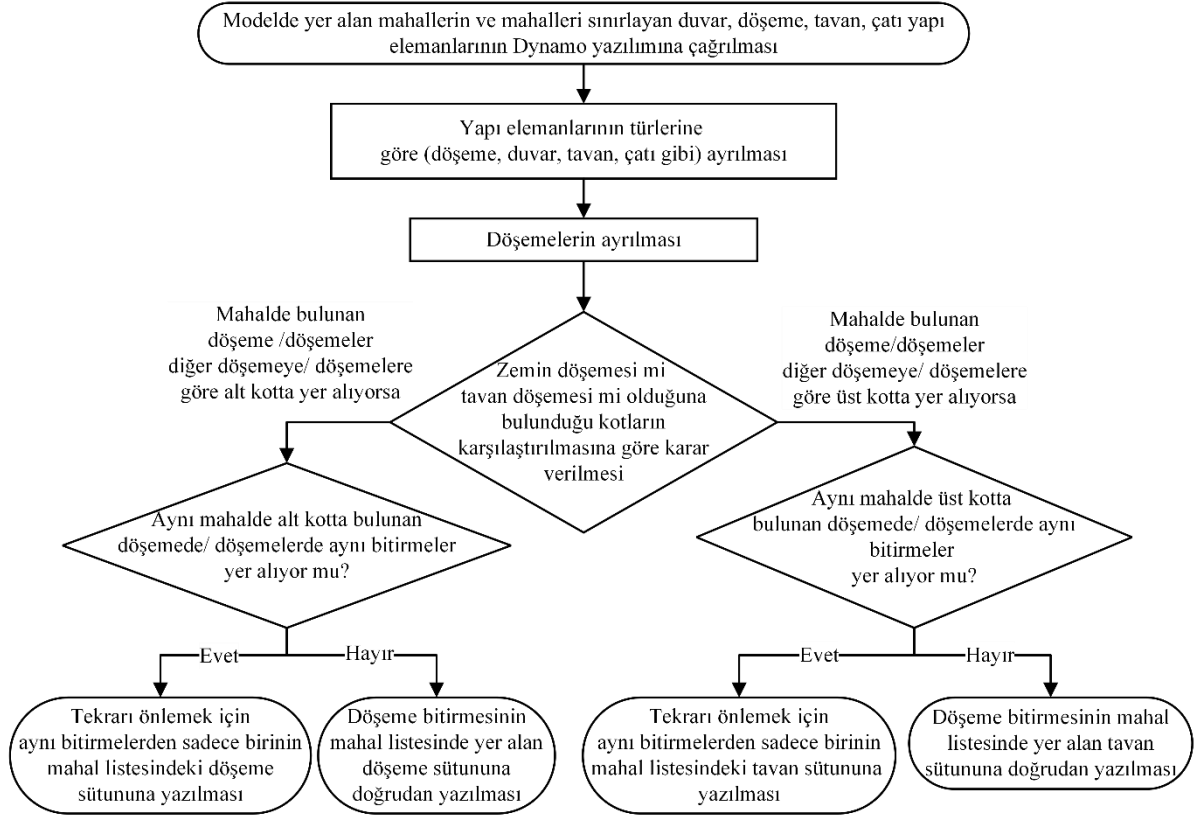 Modelde yer alan mahallerin ve mahalleri sınırlayan duvar, döşeme, tavan, çatı yapı
elemanlarının Dynamo yazılımına çağrılması
Yapı elemanlarının türlerine
göre (döşeme, duvar, tavan, çatı gibi) ayrılması
Döşemelerin ayrılması
Mahalde bulunan
döşeme /döşemeler
diğer döşemeye/ döşemelere
göre alt kotta yer alıyorsa
Zemin döşemesi mi
tavan döşemesi mi olduğuna
bulunduğu kotların
karşılaştırılmasına göre karar
verilmesi
Mahalde bulunan
döşeme/döşemeler
diğer döşemeye/ döşemelere
göre üst kotta yer alıyorsa
Aynı mahalde alt kotta bulunan
döşemede/ döşemelerde aynı bitirmeler
yer alıyor mu?
Aynı mahalde üst kotta
bulunan döşemede/ döşemelerde aynı
bitirmeler
yer alıyor mu?
Evet
Hayır
Evet
Hayır
Tekrarı önlemek için
aynı bitirmelerden sadece birinin
mahal listesindeki döşeme
sütununa yazılması
Döşeme bitirmesinin
mahal listesinde yer alan
döşeme sütununa
doğrudan yazılması
Tekrarı önlemek için
aynı bitirmelerden sadece birinin
mahal listesindeki tavan sütununa
yazılması
Döşeme bitirmesinin mahal
listesinde yer alan tavan
sütununa doğrudan yazılması